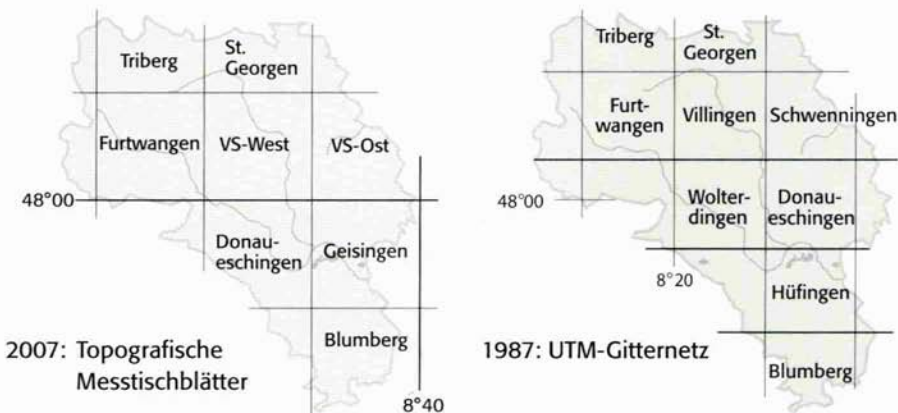 Triberg
St.
Georgen
Furtwangen
VS-West
VS-Ost
48°00
Donau-
eschingen
Geisingen
Blumberg
2007: Topografische
Messtischblätter
8°40
Triberg
St.
Georgen
Furt-
wangen
Villingen
Schwenningen
48°00
Wolter-
dingen
Donau-
eschingen
8°20
Hüfingen
1987: UTM-Gitternetz
Blumberg